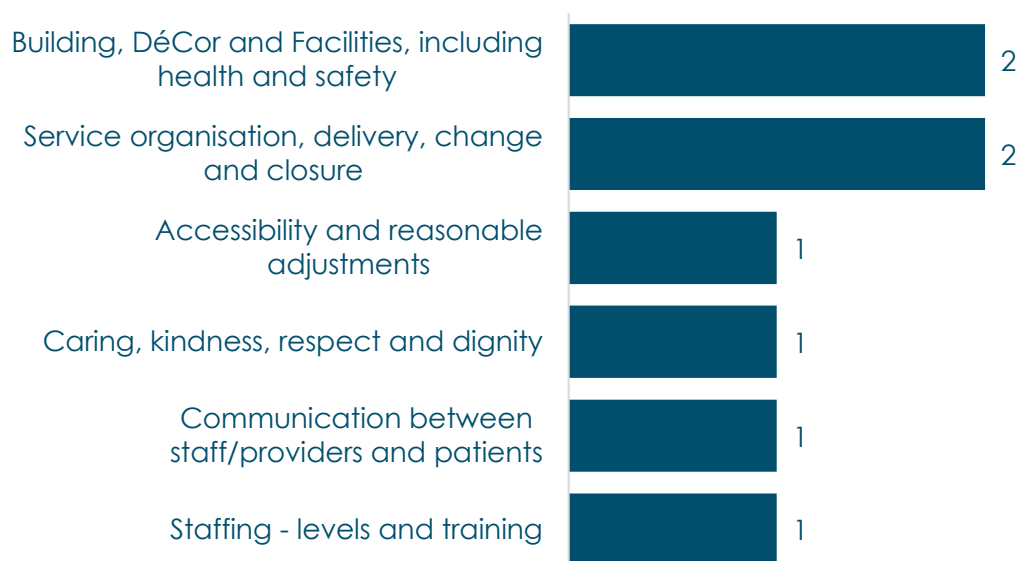 Building, DéCor and Facilities, including
health and safety
2
Service organisation, delivery, change
and closure
2
Accessibility and reasonable
adjustments
1
Caring, kindness, respect and dignity
1
Communication between
staff/providers and patients
1
Staffing - levels and training
1